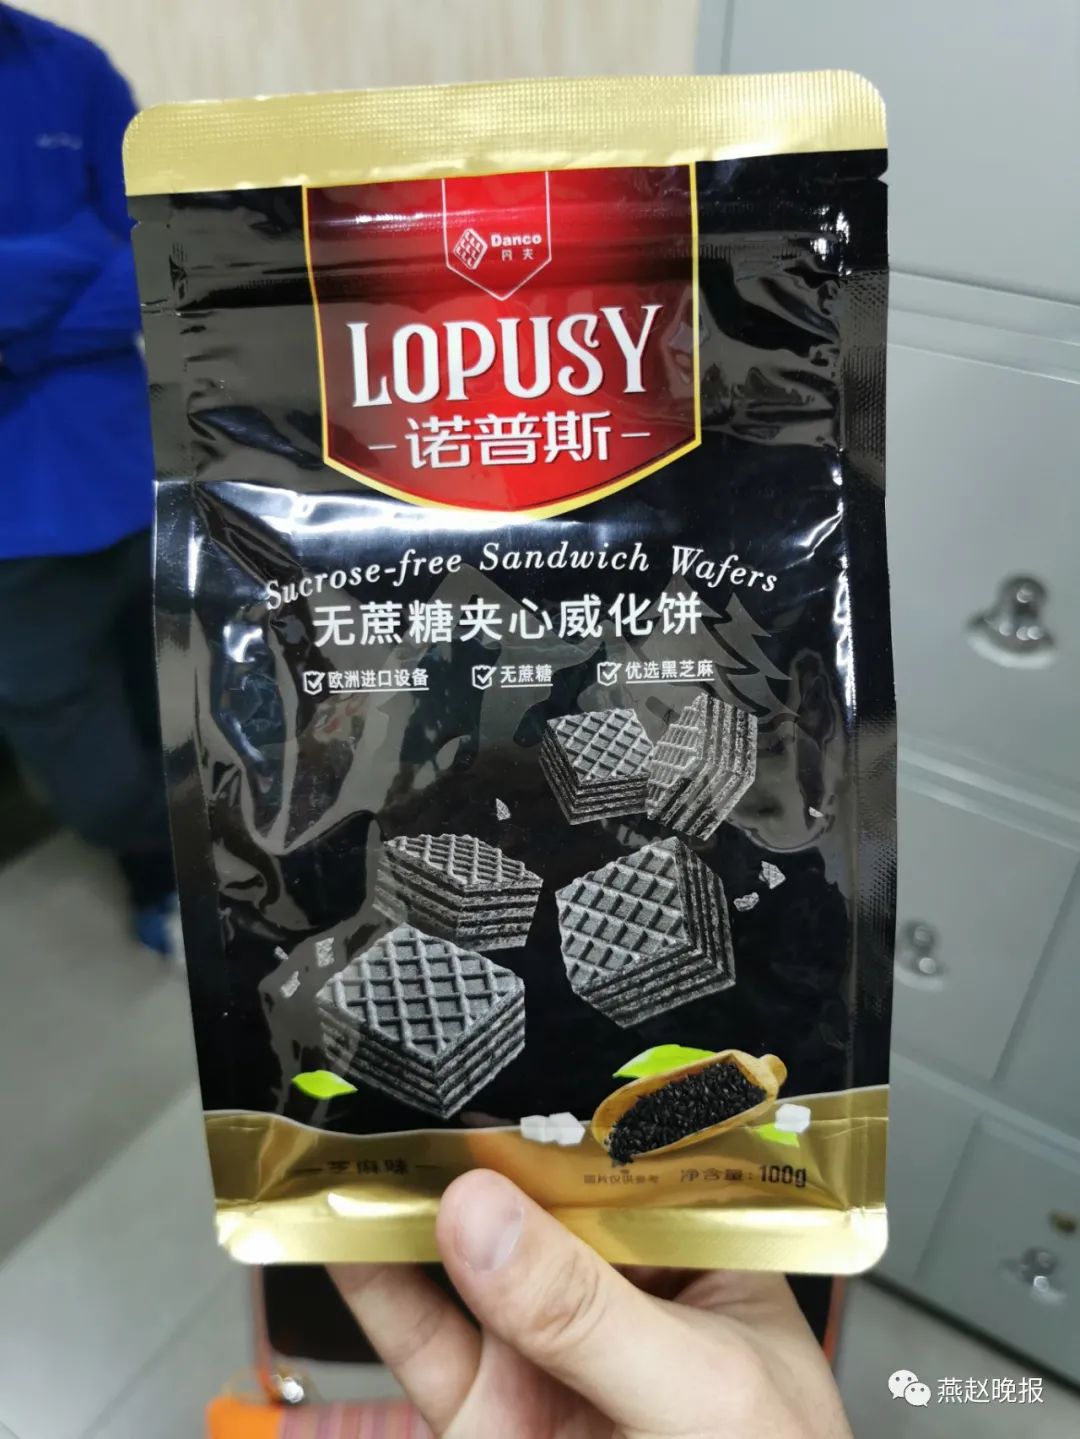 Danco
丹夫
LOPUSY
诺普斯
Sucrose-free Sandwich Wafers
无蔗糖夹心威化饼
欧洲进口设备 无蔗糖 优选黑芝麻
芝麻味
图片仅供参考 净含量:100g
燕赵晚报